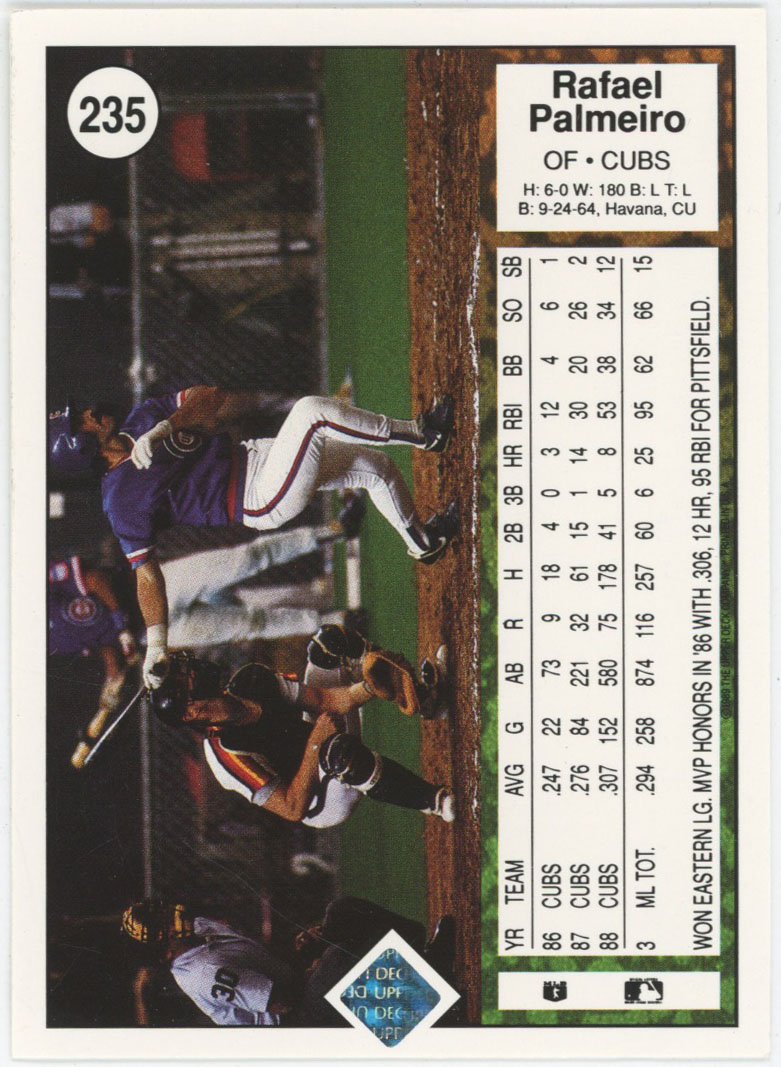 235
Rafael
Palmeiro
OF • CUBS
H: 6-0 W: 180 B: L T: L
B: 9-24-64, Havana, CU
YR TEAM AVG G AB R H 2B 3B HR RBI BB SO SB
86 CUBS .247 22 73 9 18 4 0 3 12 4 6 1
87 CUBS .276 84 221 32 61 15 1 14 30 20 26 2
88 CUBS .307 152 580 75 178 41 5 8 53 38 34 12
3 ML TOT. .294 258 874 116 257 60 6 25 95 62 66 15
WON EASTERN LG. MVP HONORS IN '86 WITH .306, 12 HR, 95 RBI FOR PITTSFIELD.
30